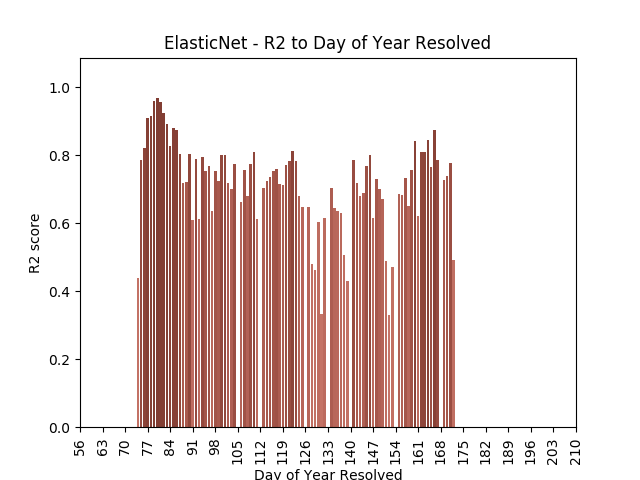 ElasticNet - R2 to Day of Year Resolved
1.0
0.8
0.6
0.4
0.2
0.0
R2 score
56 63 70 77 84 91 98 105 112 119 126 133 140 147 154 161 168 175 182 189 196 203 210
Day of Year Resolved